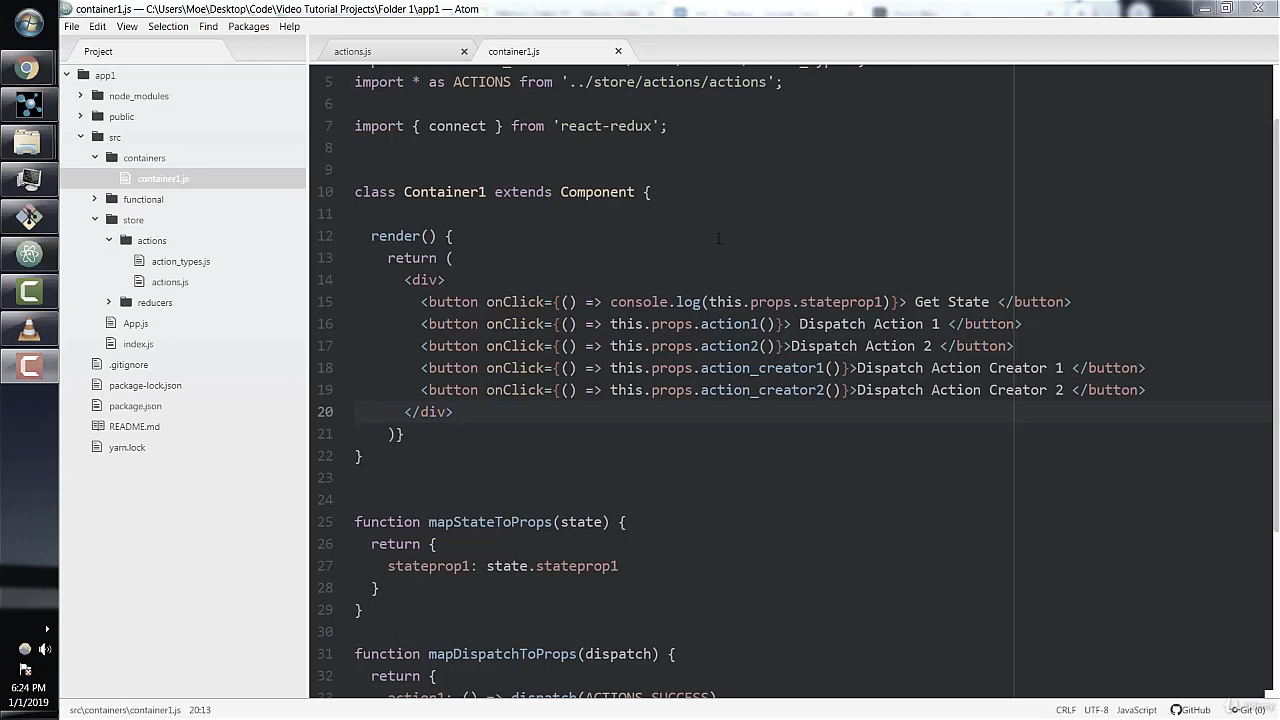 container1.js — C:\Users\Moe\Desktop\Code\Video Tutorial Projects\Folder 1\app1 — Atom
File Edit View Selection Find Packages Help
Project
actions.js
container1.js
app1
node_modules
public
src
containers
container1.js
functional
store
actions
action_types.js
actions.js
reducers
App.js
index.js
.gitignore
package-lock.json
package.json
README.md
yarn.lock
5 import * as ACTIONS from '../store/actions/actions';
6
7 import { connect } from 'react-redux';
8
9
10 class Container1 extends Component {
11
12 render() {
13 return (
14 <div>
15 <button onClick={() => console.log(this.props.stateprop1)}> Get State </button>
16 <button onClick={() => this.props.action1()}> Dispatch Action 1 </button>
17 <button onClick={() => this.props.action2()}>Dispatch Action 2 </button>
18 <button onClick={() => this.props.action_creator1()}>Dispatch Action Creator 1 </button>
19 <button onClick={() => this.props.action_creator2()}>Dispatch Action Creator 2 </button>
20 </div>
21 )}
22 }
23
24
25 function mapStateToProps(state) {
26 return {
27 stateprop1: state.stateprop1
28 }
29 }
30
31 function mapDispatchToProps(dispatch) {
32 return {
33 action1: () => dispatch(ACTIONS.SUCCESS)
src\containers\container1.js 20:13
CRLF UTF-8 JavaScript GitHub Git (0)
6:24 PM
1/1/2019